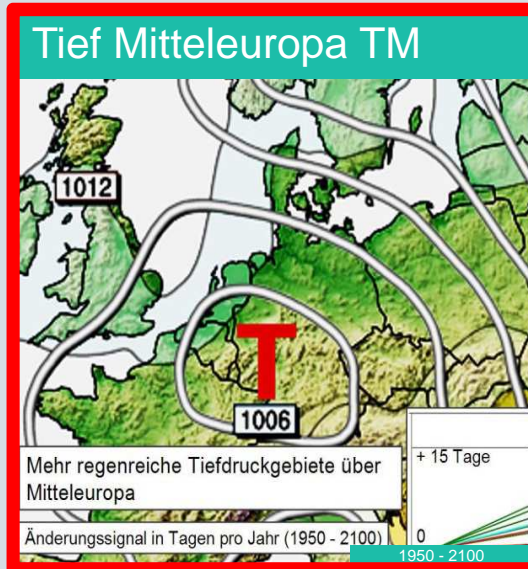 Tief Mitteleuropa TM
1012
T
1006
Mehr regenreiche Tiefdruckgebiete über
Mitteleuropa
+ 15 Tage
Änderungssignal in Tagen pro Jahr (1950 - 2100)
0
1950 - 2100